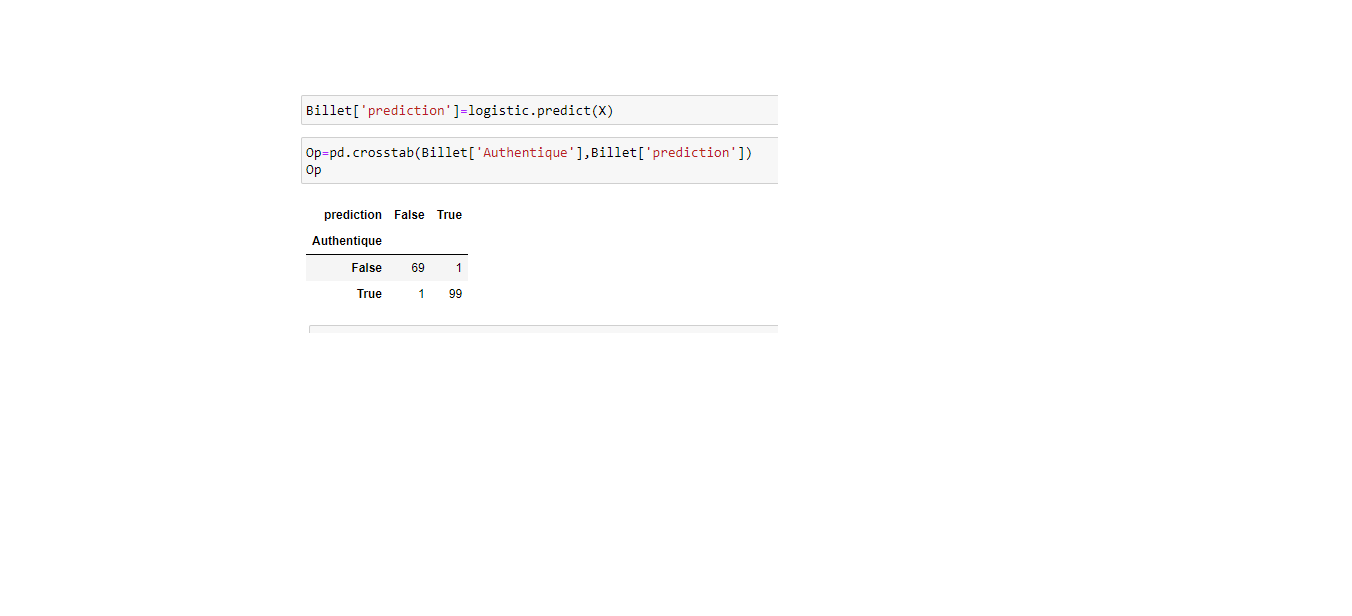 Billet['prediction']=logistic.predict(X)
Op=pd.crosstab(Billet['Authentique'],Billet['prediction'])
Op
prediction False True
Authentique
False 69 1
True 1 99